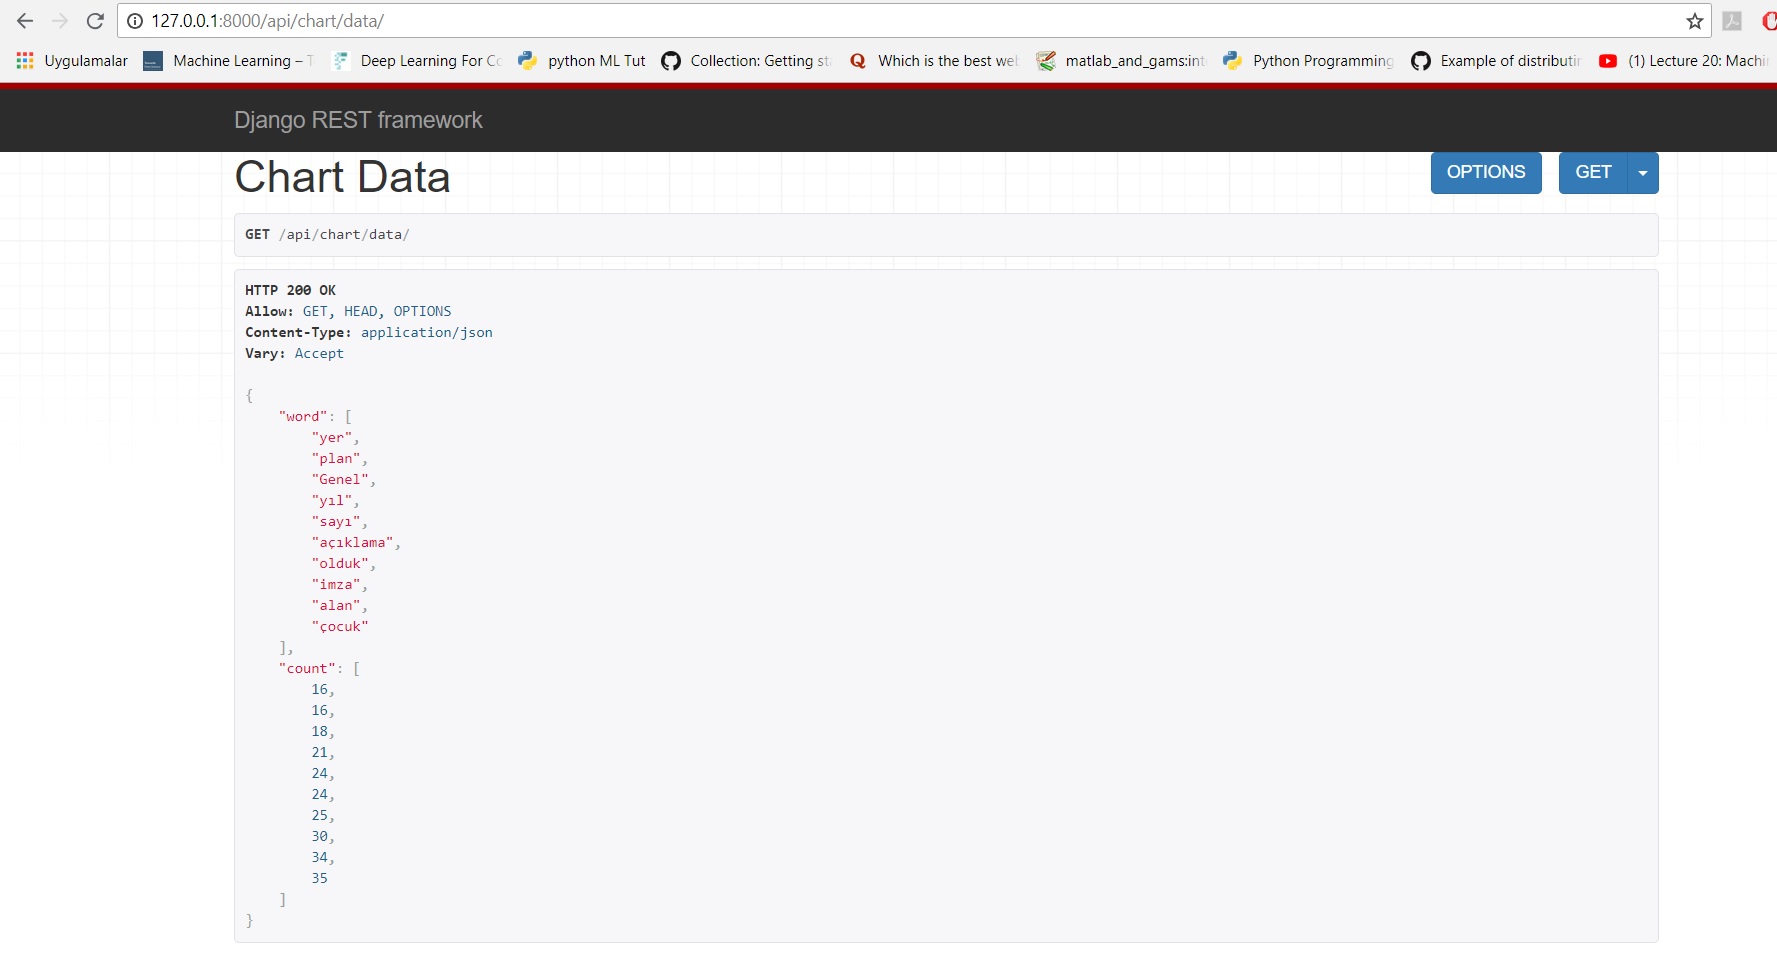 127.0.0.1:8000/api/chart/data/
Uygulamalar Machine Learning – T Deep Learning For Co python ML Tut Collection: Getting sta Which is the best web matlab_and_gams:int Python Programming Example of distributin (1) Lecture 20: Machi
Django REST framework
Chart Data
OPTIONS GET
GET /api/chart/data/
HTTP 200 OK
Allow: GET, HEAD, OPTIONS
Content-Type: application/json
Vary: Accept
{
"word": [
"yer",
"plan",
"Genel",
"yıl",
"sayı",
"açıklama",
"olduk",
"imza",
"alan",
"çocuk"
],
"count": [
16,
16,
18,
21,
24,
24,
25,
30,
34,
35
]
}